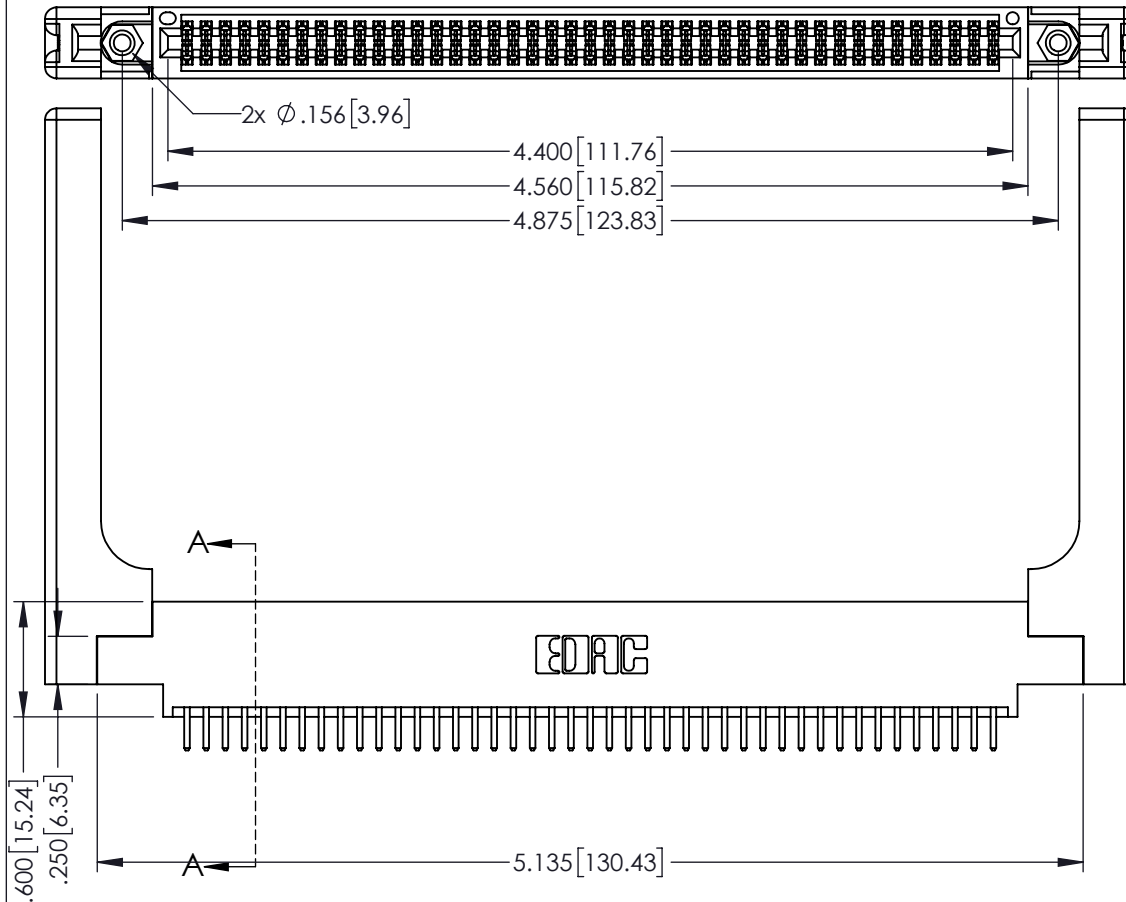 2x ∅.156[3.96]
4.400[111.76]
4.560[115.82]
4.875[123.83]
A
EDAC
.600[15.24]
.250[6.35]
A
5.135[130.43]